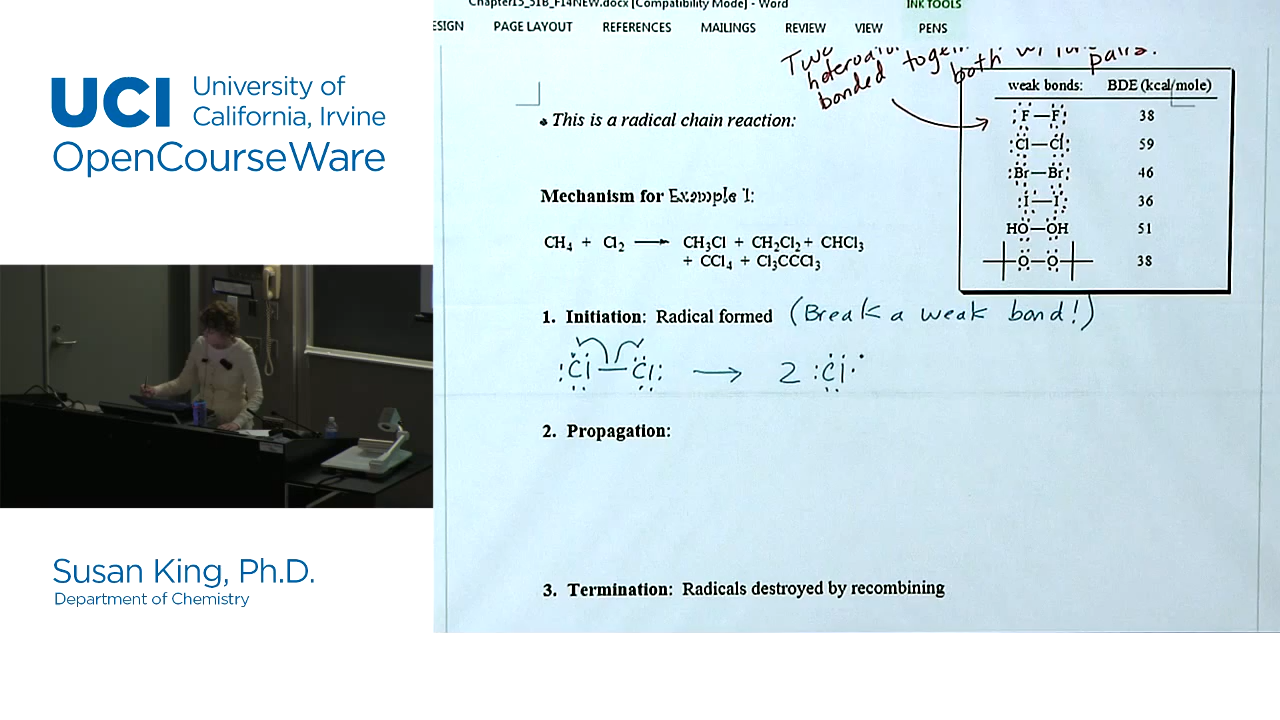 UCI University of
California, Irvine
OpenCourseWare
Susan King, Ph.D.
Department of Chemistry
Chapter15_51B_F14NEW.docx [Compatibility Mode] - Word
INK TOOLS
ESIGN PAGE LAYOUT REFERENCES MAILINGS REVIEW VIEW PENS
Two
bonded
both w/
pairs.
weak bonds: BDE (kcal/mole)
:F—F: 38
:Cl—Cl: 59
:Br—Br: 46
:I—I: 36
HO—OH 51
O—O 38
This is a radical chain reaction:
Mechanism for Example 1:
CH₄ + Cl₂ ⟶ CH₃Cl + CH₂Cl₂ + CHCl₃
+ CCl₄ + Cl₃CCCl₃
1. Initiation: Radical formed (Break a weak bond!)
:Cl—Cl: ⟶ 2 :Cl·
2. Propagation:
3. Termination: Radicals destroyed by recombining